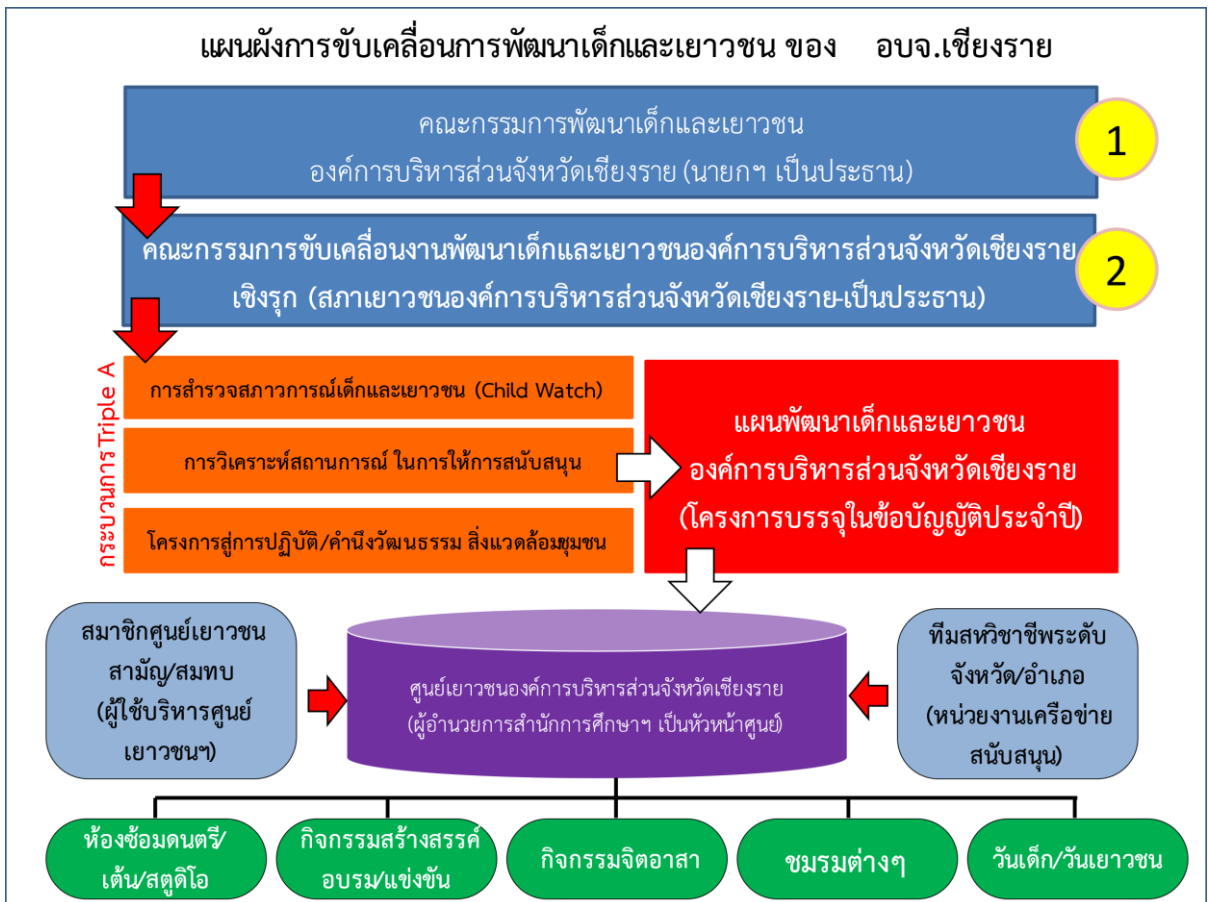 แผนผังการขับเคลื่อนการพัฒนาเด็กและเยาวชน ของ อบจ.เชียงราย
คณะกรรมการพัฒนาเด็กและเยาวชน
องค์การบริหารส่วนจังหวัดเชียงราย (นายกฯ เป็นประธาน)
1
คณะกรรมการขับเคลื่อนงานพัฒนาเด็กและเยาวชนองค์การบริหารส่วนจังหวัดเชียงราย
เชิงรุก (สภาเยาวชนองค์การบริหารส่วนจังหวัดเชียงราย-เป็นประธาน)
2
กระบวนการ Triple A
การสำรวจสภาวการณ์เด็กและเยาวชน (Child Watch)
การวิเคราะห์สถานการณ์ ในการให้การสนับสนุน
โครงการสู่การปฏิบัติ/คำนึงวัฒนธรรม สิ่งแวดล้อมชุมชน
แผนพัฒนาเด็กและเยาวชน
องค์การบริหารส่วนจังหวัดเชียงราย
(โครงการบรรจุในข้อบัญญัติประจำปี)
สมาชิกศูนย์เยาวชน
สามัญ/สมทบ
(ผู้ใช้บริหารศูนย์
เยาวชนฯ)
ศูนย์เยาวชนองค์การบริหารส่วนจังหวัดเชียงราย
(ผู้อำนวยการสำนักการศึกษาฯ เป็นหัวหน้าศูนย์)
ทีมสหวิชาชีพระดับ
จังหวัด/อำเภอ
(หน่วยงานเครือข่าย
สนับสนุน)
ห้องซ้อมดนตรี/
เต้น/สตูดิโอ
กิจกรรมสร้างสรรค์
อบรม/แข่งขัน
กิจกรรมจิตอาสา
ชมรมต่างๆ
วันเด็ก/วันเยาวชน